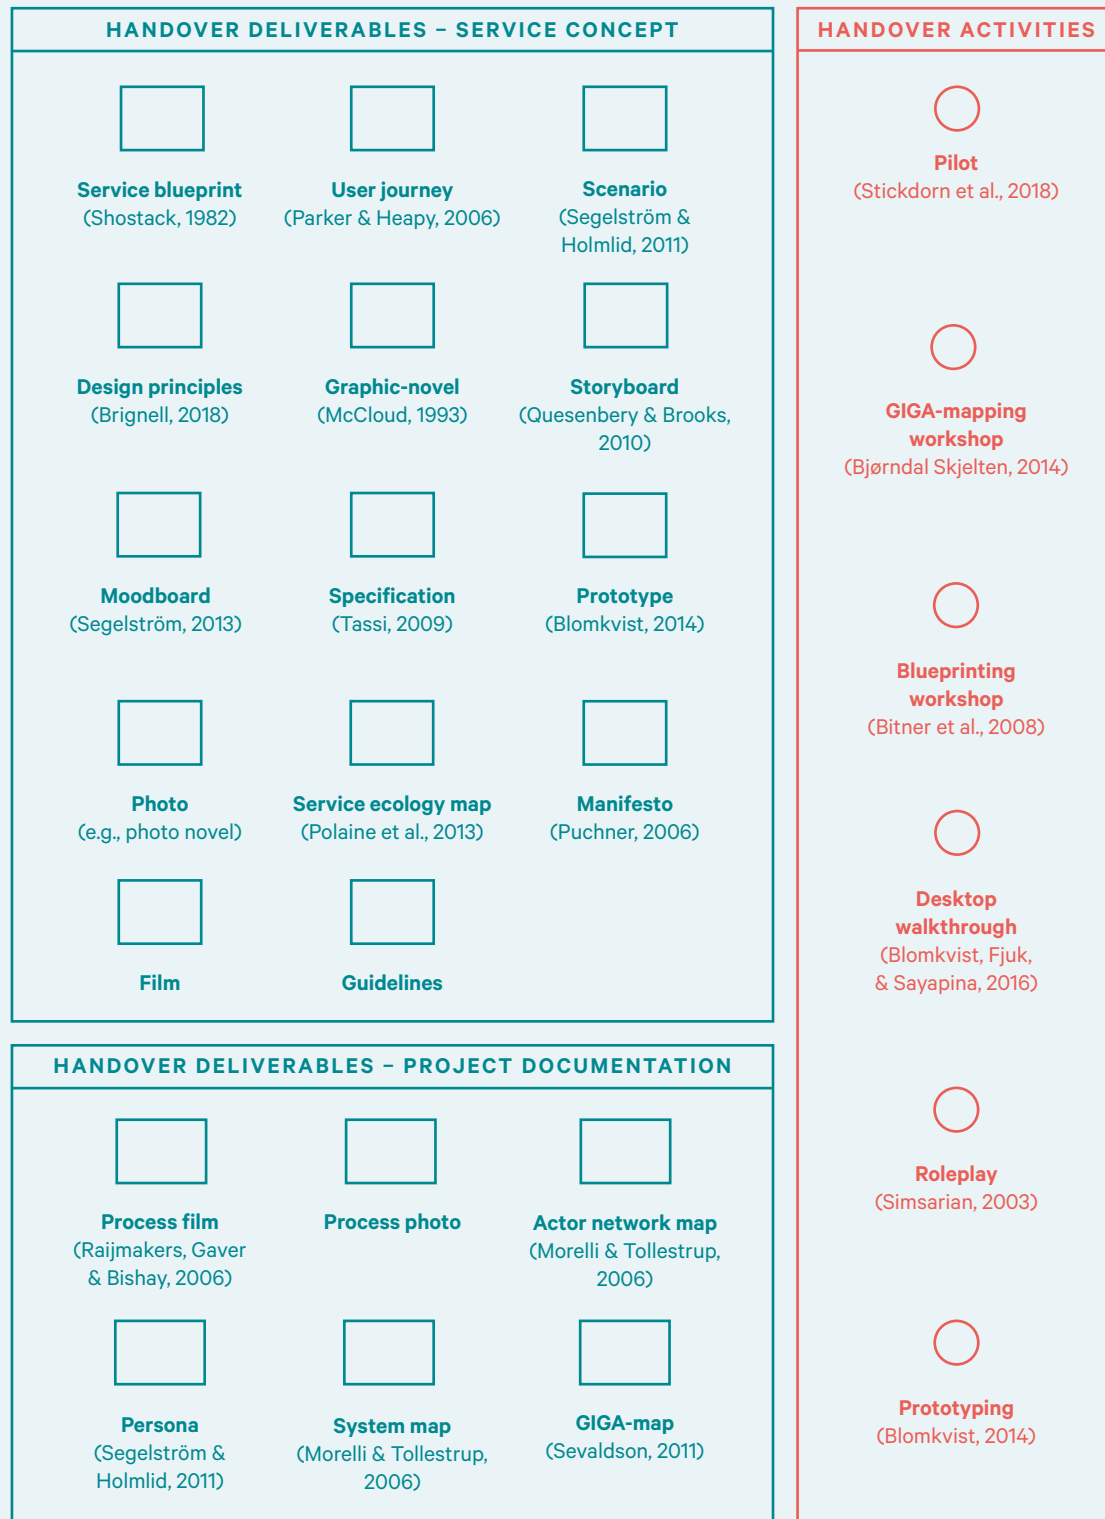 HANDOVER DELIVERABLES – SERVICE CONCEPT
Service blueprint
(Shostack, 1982)
User journey
(Parker & Heapy, 2006)
Scenario
(Segelström &
Holmlid, 2011)
Design principles
(Brignell, 2018)
Graphic-novel
(McCloud, 1993)
Storyboard
(Quesenbery & Brooks,
2010)
Moodboard
(Segelström, 2013)
Specification
(Tassi, 2009)
Prototype
(Blomkvist, 2014)
Photo
(e.g., photo novel)
Service ecology map
(Polaine et al., 2013)
Manifesto
(Puchner, 2006)
Film
Guidelines
HANDOVER DELIVERABLES – PROJECT DOCUMENTATION
Process film
(Raijmakers, Gaver
& Bishay, 2006)
Process photo
Actor network map
(Morelli & Tollestrup,
2006)
Persona
(Segelström &
Holmlid, 2011)
System map
(Morelli & Tollestrup,
2006)
GIGA-map
(Sevaldson, 2011)
HANDOVER ACTIVITIES
Pilot
(Stickdorn et al., 2018)
GIGA-mapping
workshop
(Bjørndal Skjelten, 2014)
Blueprinting
workshop
(Bitner et al., 2008)
Desktop
walkthrough
(Blomkvist, Fjuk,
& Sayapina, 2016)
Roleplay
(Simsarian, 2003)
Prototyping
(Blomkvist, 2014)